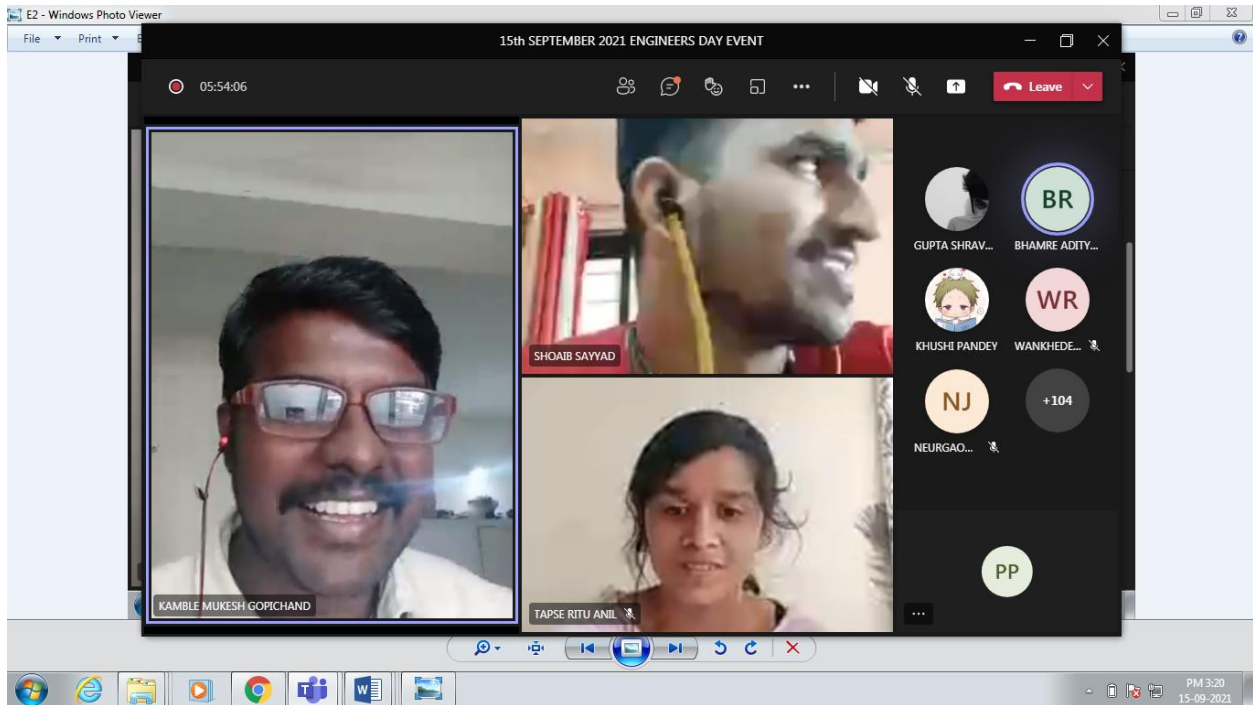 E2 - Windows Photo Viewer
File Print
15th SEPTEMBER 2021 ENGINEERS DAY EVENT
05:54:06
Leave
GUPTA SHRAV...
BR
BHAMRE ADITY...
KHUSHI PANDEY
WR
WANKHEDE...
NJ
NEURGAO...
+104
SHOAIB SAYYAD
KAMBLE MUKESH GOPICHAND
TAPSE RITU ANIL
PP
PM 3:20
15-09-2021